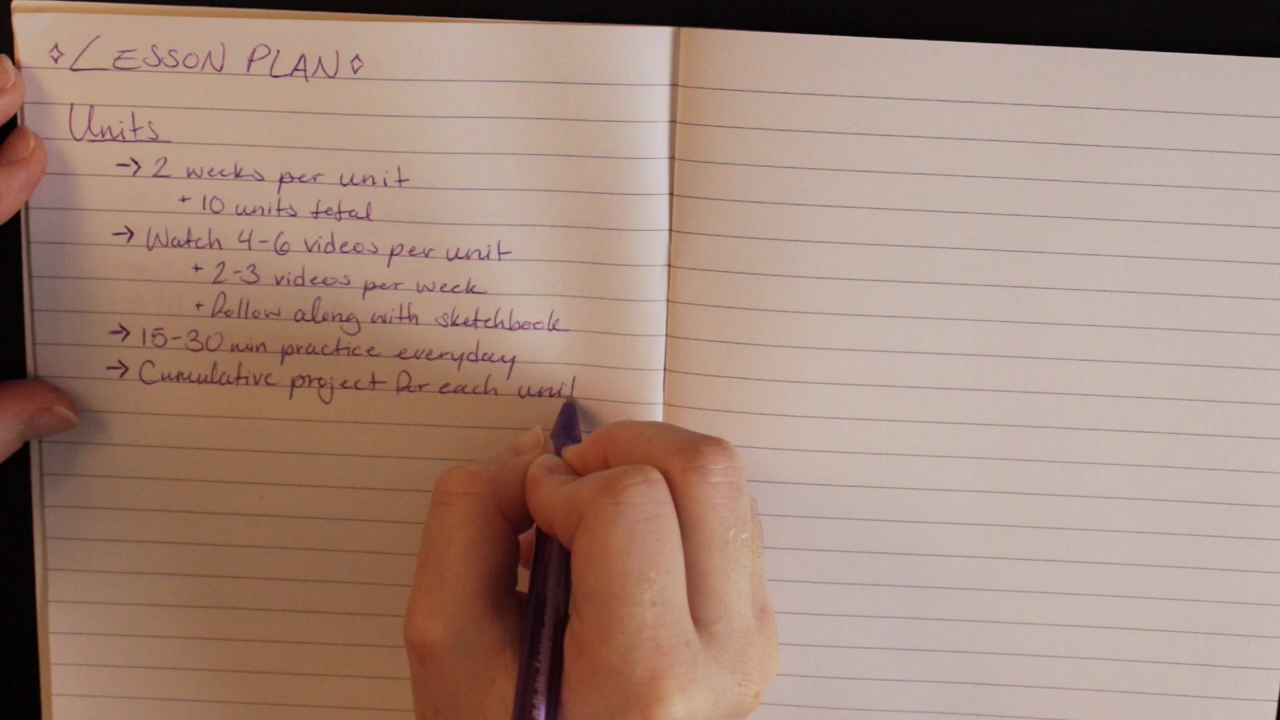 ◇LESSON PLAN◇
Units
→ 2 weeks per unit
+ 10 units total
→ Watch 4-6 videos per unit
+ 2-3 videos per week
+ Follow along with sketchbook
→ 15-30 min practice everyday
→ Cumulative project for each unit